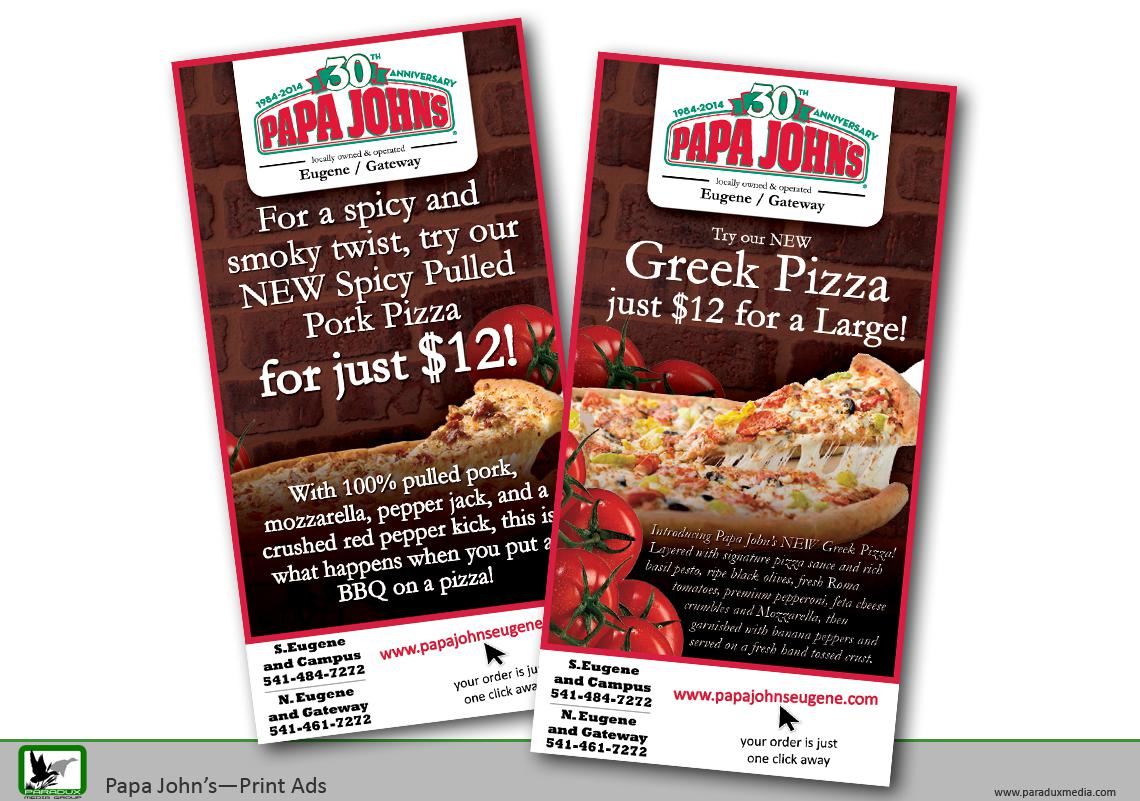 1984-2014 30TH ANNIVERSARY
PAPA JOHN'S
locally owned & operated
Eugene / Gateway
For a spicy and
smoky twist, try our
NEW Spicy Pulled
Pork Pizza
for just $12!
With 100% pulled pork,
mozzarella, pepper jack, and a
crushed red pepper kick, this is
what happens when you put a
BBQ on a pizza!
S.Eugene
and Campus
541-484-7272
N. Eugene
and Gateway
541-461-7272
www.papajohnseugene
your order is ju
one click awa
1984-2014 30TH ANNIVERSARY
PAPA JOHN'S
locally owned & operated
Eugene / Gateway
Try our NEW
Greek Pizza
just $12 for a Large!
Introducing Papa John's NEW Greek Pizza!
Layered with signature pizza sauce and rich
basil pesto, ripe black olives, fresh Roma
tomatoes, premium pepperoni, feta cheese
crumbles and Mozzarella, then
garnished with banana peppers and
served on a fresh hand tossed crust.
S.Eugene
and Campus
541-484-7272
N. Eugene
and Gateway
541-461-7272
www.papajohnseugene.com
your order is just
one click away
PARADUX
MEDIA GROUP
Papa John's—Print Ads
www.paraduxmedia.com